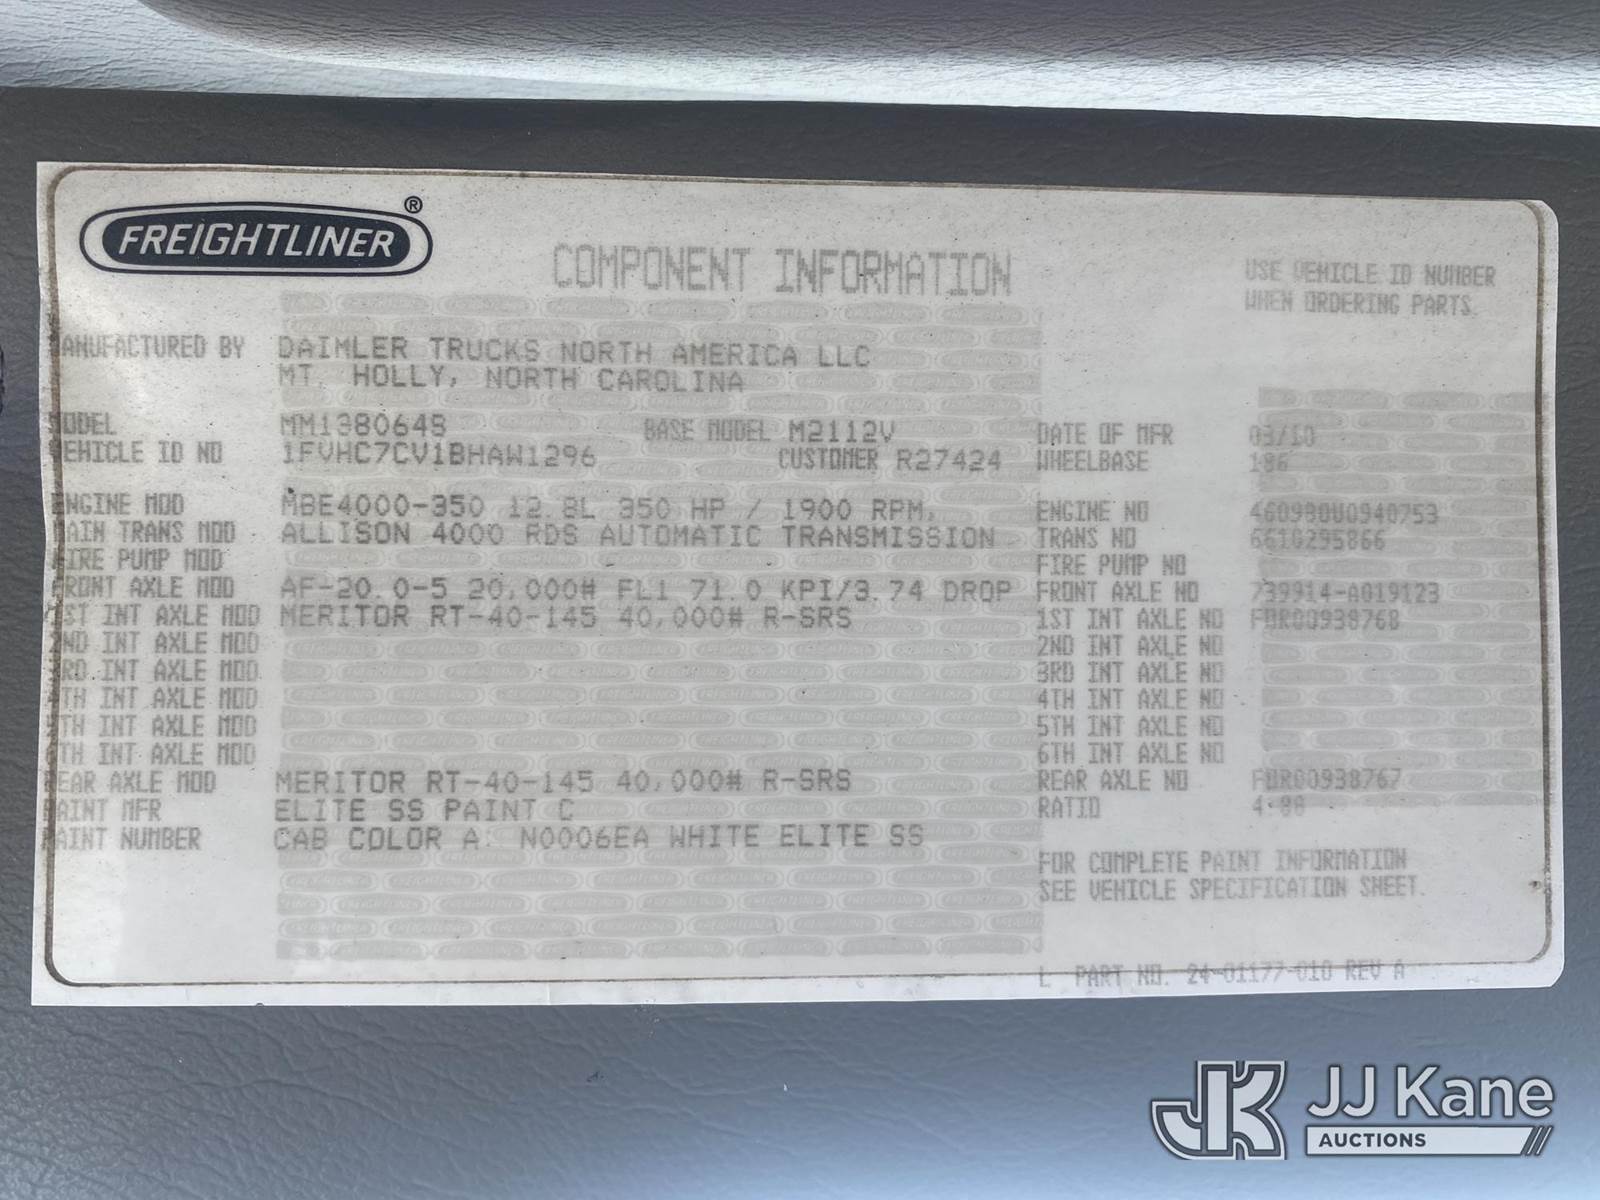 FREIGHTLINER®
COMPONENT INFORMATION
USE VEHICLE ID NUMBER
WHEN ORDERING PARTS.
MANUFACTURED BY DAIMLER TRUCKS NORTH AMERICA LLC
MT. HOLLY, NORTH CAROLINA
MODEL MM1380648 BASE MODEL M2112V DATE OF MFR 03/10
VEHICLE ID NO 1FVHC7CV1BHAW1296 CUSTOMER R27424 WHEELBASE 186
ENGINE MOD MBE4000-350 12.8L 350 HP / 1900 RPM, ENGINE NO 460980U0940753
MAIN TRANS MOD ALLISON 4000 RDS AUTOMATIC TRANSMISSION TRANS NO 6610295866
FIRE PUMP MOD FIRE PUMP NO
FRONT AXLE MOD AF-20.0-5 20,000# FL1 71.0 KPI/3.74 DROP FRONT AXLE NO 739914-A019123
1ST INT AXLE MOD MERITOR RT-40-145 40,000# R-SRS 1ST INT AXLE NO FDR00938768
2ND INT AXLE MOD 2ND INT AXLE NO
3RD INT AXLE MOD 3RD INT AXLE NO
4TH INT AXLE MOD 4TH INT AXLE NO
5TH INT AXLE MOD 5TH INT AXLE NO
6TH INT AXLE MOD 6TH INT AXLE NO
REAR AXLE MOD MERITOR RT-40-145 40,000# R-SRS REAR AXLE NO FDR00938767
PAINT MFR ELITE SS PAINT C RATIO 4.88
PAINT NUMBER CAB COLOR A: N0006EA WHITE ELITE SS
FOR COMPLETE PAINT INFORMATION
SEE VEHICLE SPECIFICATION SHEET.
L PART NO. 24-01177-010 REV A
JK JJ Kane
AUCTIONS